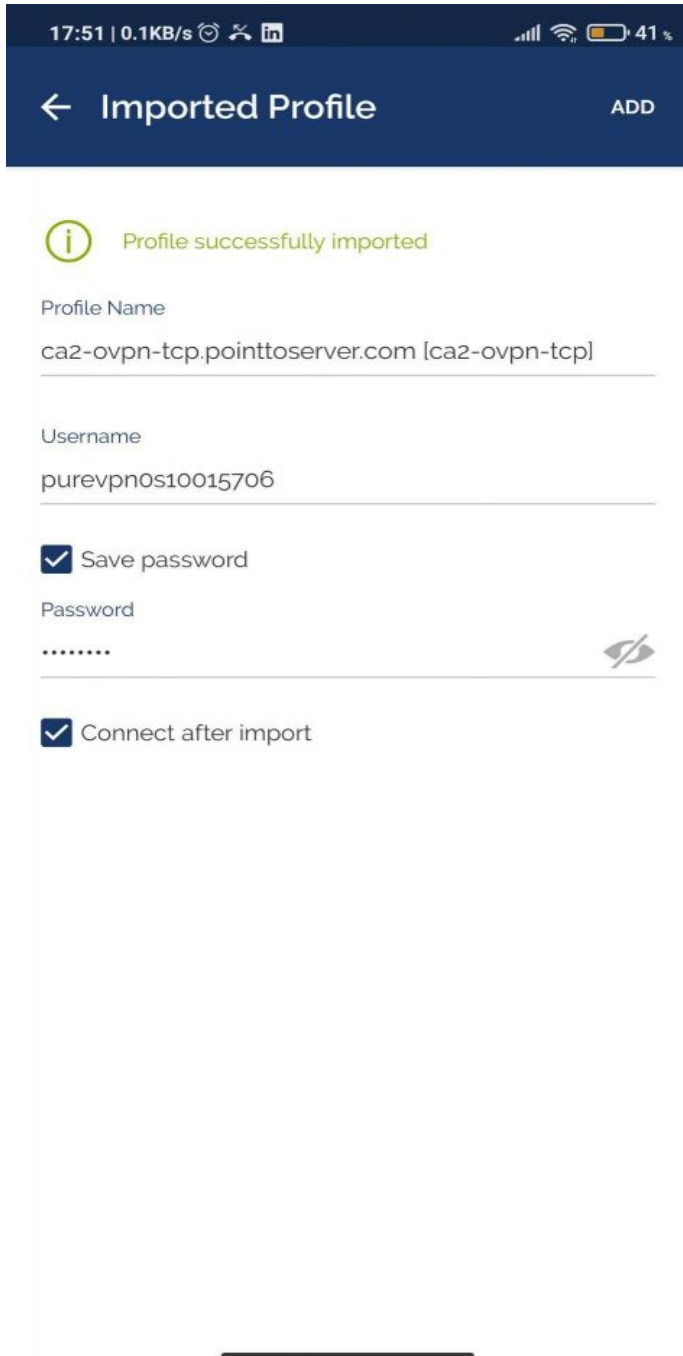 17:51 | 0.1KB/s in 41 %
Imported Profile ADD
Profile successfully imported
Profile Name
ca2-ovpn-tcp.pointtoserver.com [ca2-ovpn-tcp]
Username
purevpn0s10015706
Save password
Password
••••••••
Connect after import